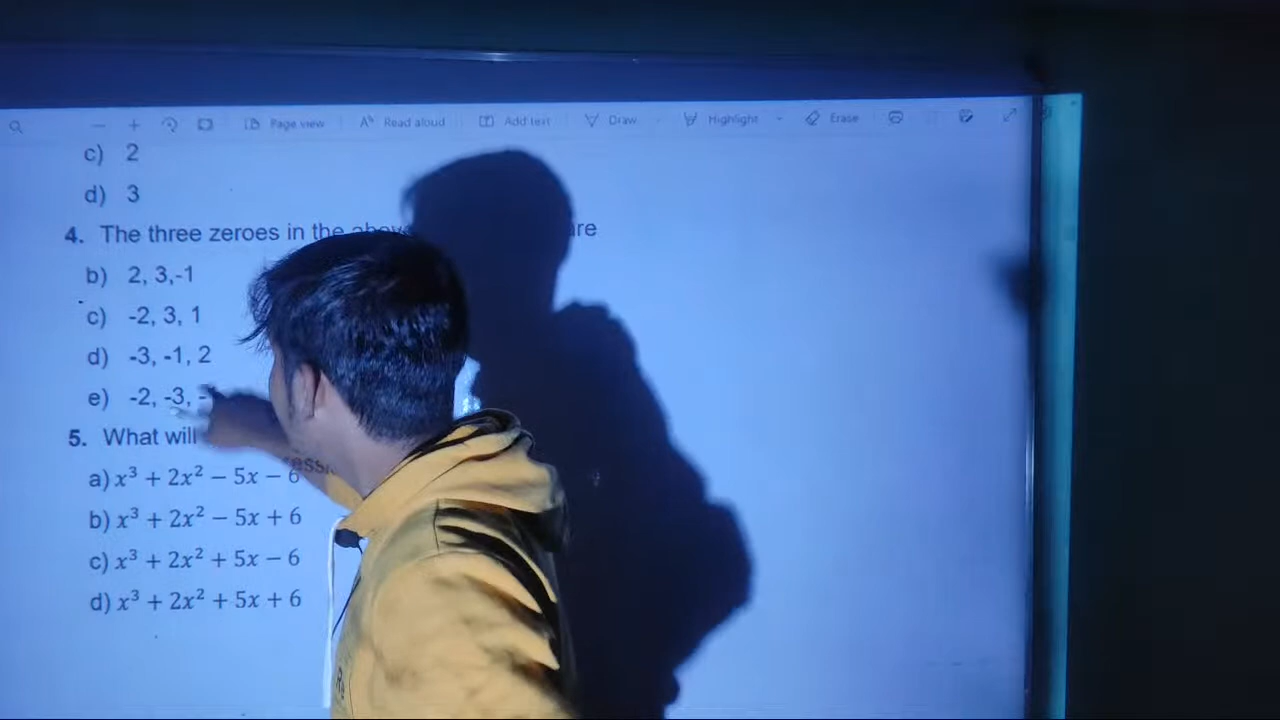 Page view Read aloud Add text Draw Highlight Erase
c) 2
d) 3
4. The three zeroes in the above
b) 2, 3,-1
c) -2, 3, 1
d) -3, -1, 2
e) -2, -3, -
5. What will
a) x³ + 2x² − 5x − 6
b) x³ + 2x² − 5x + 6
c) x³ + 2x² + 5x − 6
d) x³ + 2x² + 5x + 6